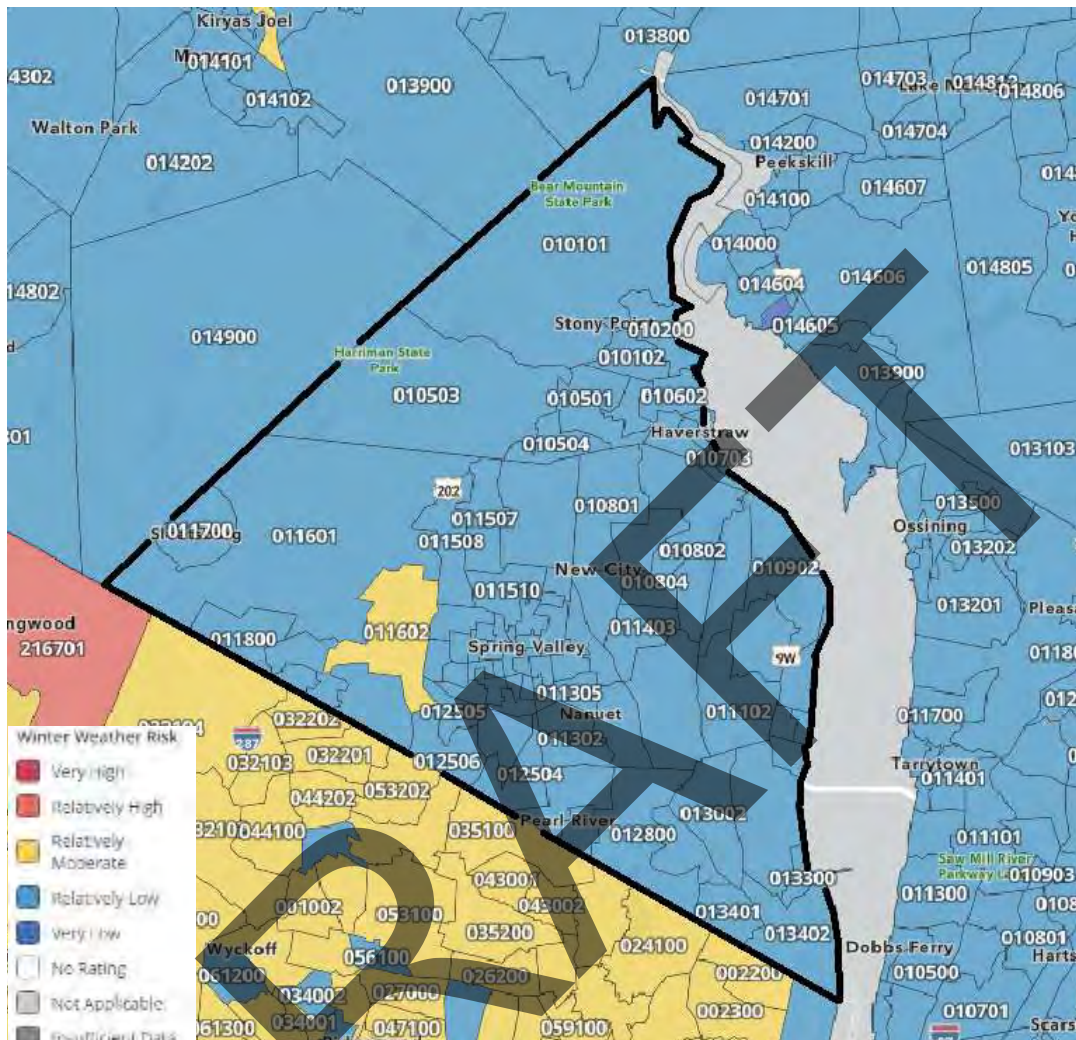 Kiryas Joel
013800
014101
4302
013900
014703
014806
014102
014701
Walton Park
014704
014200
014202
Peekskill
Bear Mountain
State Park
014607
014100
010101
014000
014805
014604
014606
14802
Stony Point
010200
014605
014900
Harriman State
Park
010102
013900
010503
010501
010602
Haverstraw
010504
010703
013103
202
010801
013500
011507
Ossining
011700
011601
011508
010802
013202
New City
010902
010804
011510
013201
ngwood
011602
011403
216701
011800
Spring Valley
9W
011305
012505
Nanuet
011102
011700
032202
011302
287
032201
032103
012506
012504
Tarrytown
011401
044202
053202
013002
044100
035100
Pearl River
012800
011101
Saw Mill River
010903
043001
013300
011300
001002
053100
043002
013401
035200
013402
010801
Wyckoff
056100
024100
Dobbs Ferry
061200
026200
002200
010500
034002
027000
002300
010701
034001
047100
059100
061300
Winter Weather Risk
Very High
Relatively High
Relatively
Moderate
Relatively Low
Very Low
No Rating
Not Applicable
Insufficient Data
DRAFT